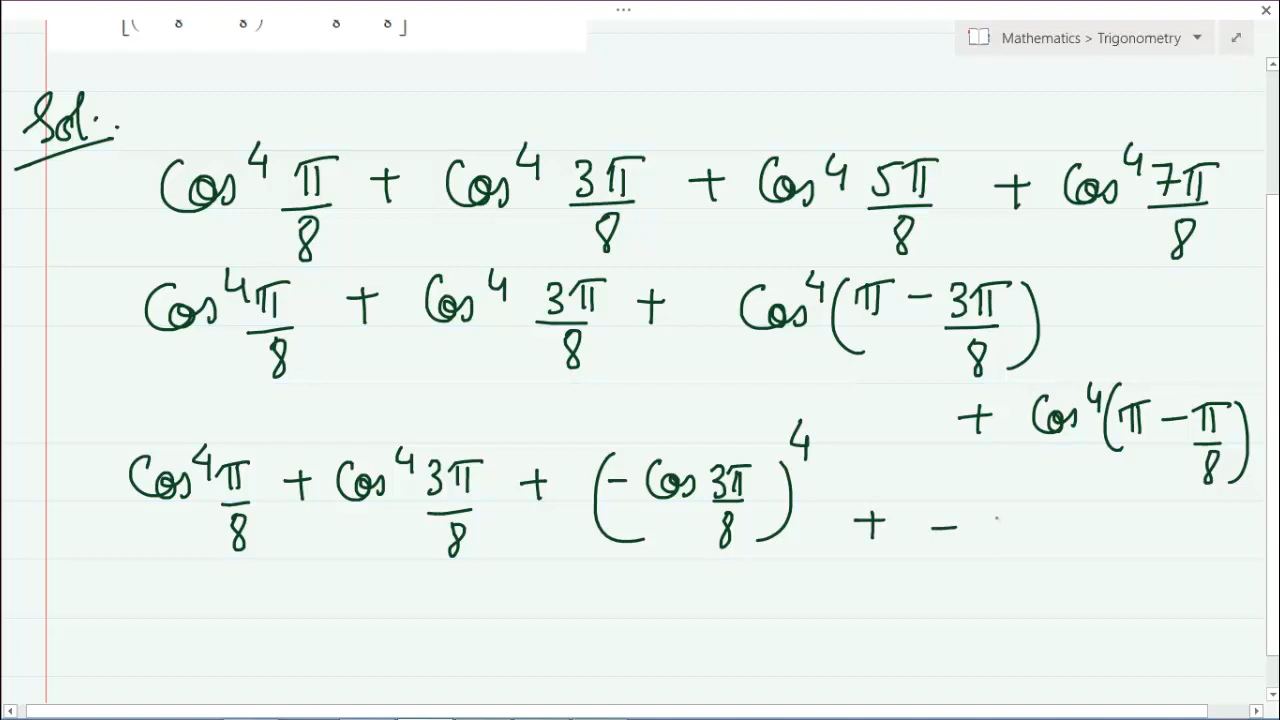 Mathematics > Trigonometry
Sol.:
Cos⁴ π/8 + Cos⁴ 3π/8 + Cos⁴ 5π/8 + Cos⁴ 7π/8
Cos⁴ π/8 + Cos⁴ 3π/8 + Cos⁴(π − 3π/8)
+ Cos⁴(π − π/8)
Cos⁴ π/8 + Cos⁴ 3π/8 + (− Cos 3π/8)⁴ + −